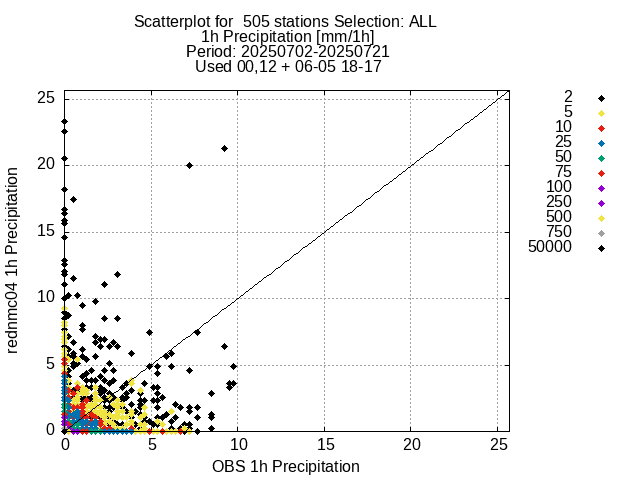 Scatterplot for  505 stations Selection: ALL
1h Precipitation [mm/1h]
Period: 20250702-20250721
Used 00,12 + 06-05 18-17
rednmc04 1h Precipitation
25
20
15
10
5
0
0 5 10 15 20 25
OBS 1h Precipitation
2
5
10
25
50
75
100
250
500
750
50000